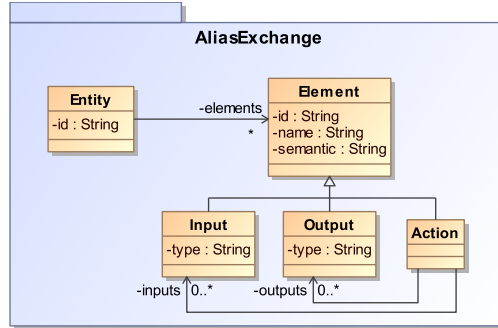 AliasExchange
Entity
-id : String
-elements
*
Element
-id : String
-name : String
-semantic : String
Input
-type : String
Output
-type : String
Action
-inputs 0..*
-outputs 0..*